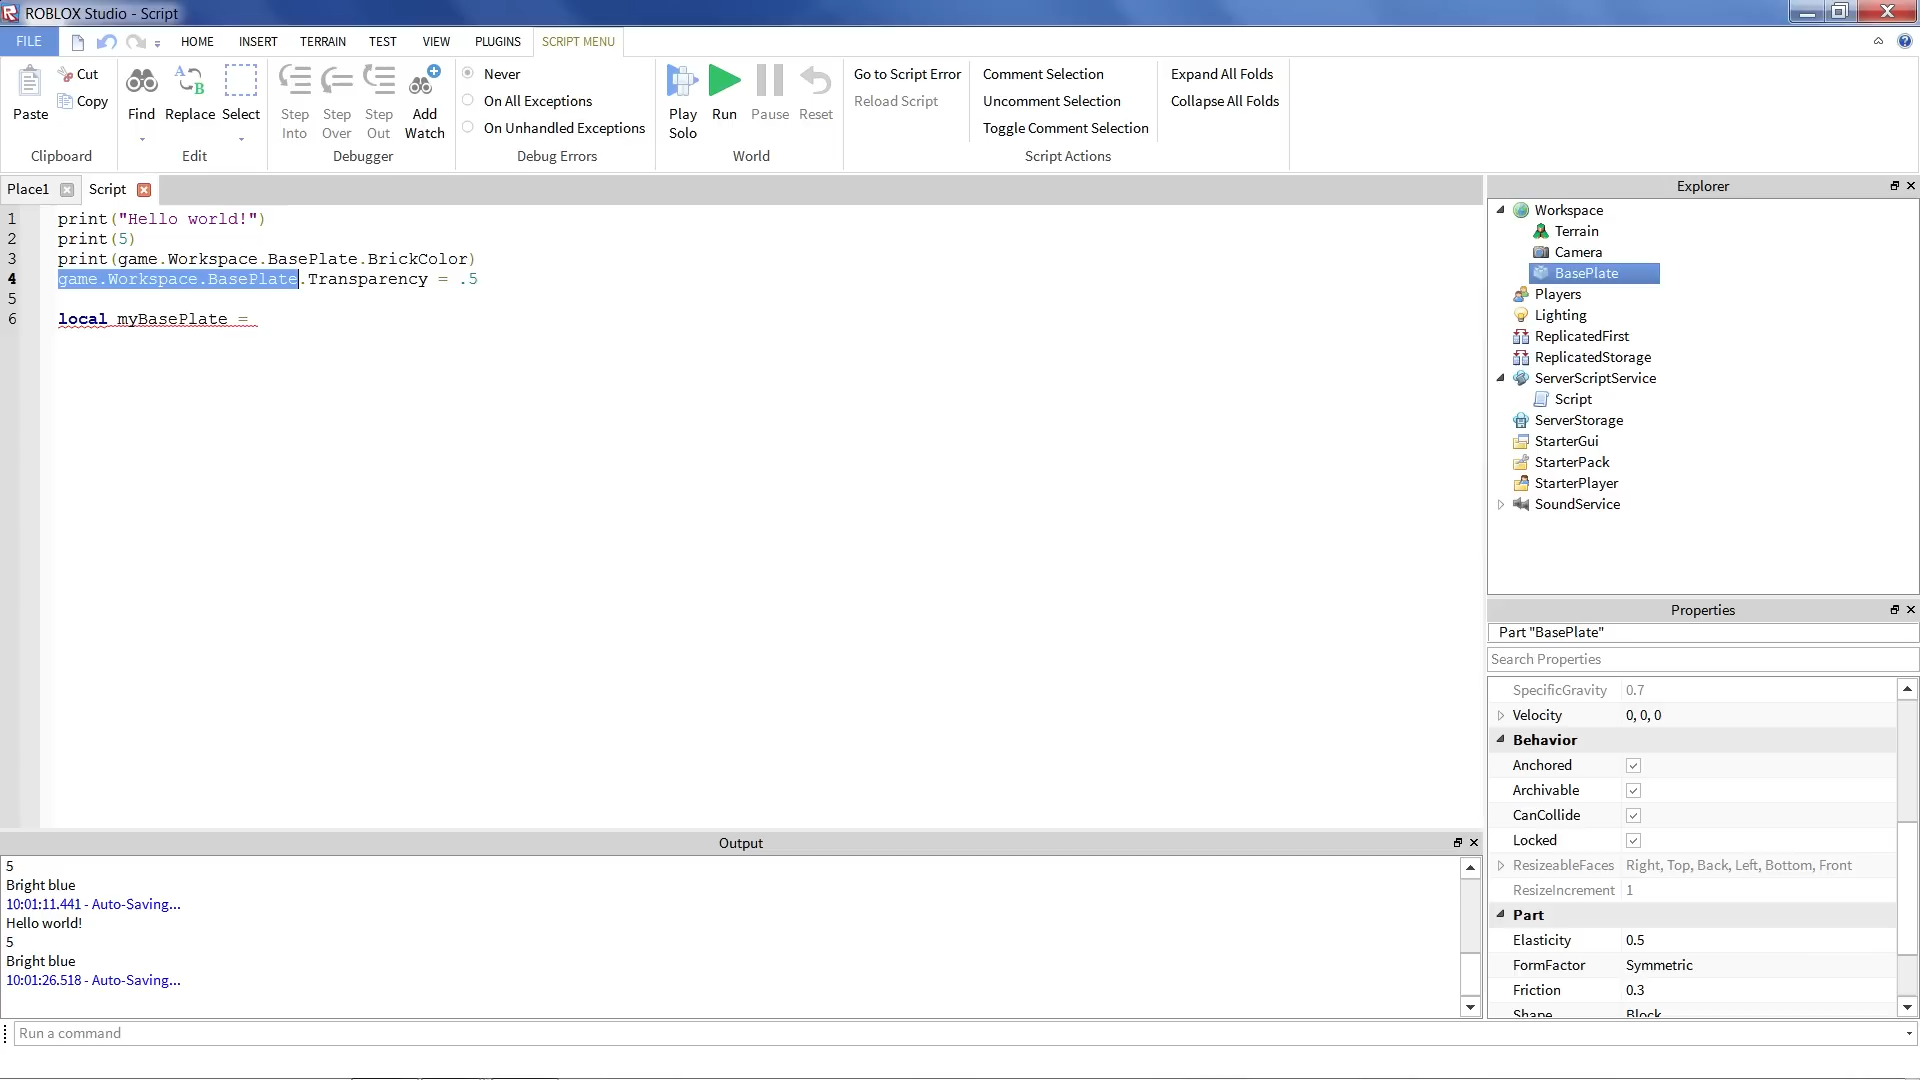 ROBLOX Studio - Script
FILE HOME INSERT TERRAIN TEST VIEW PLUGINS SCRIPT MENU
Paste
Cut
Copy
Clipboard
Find
Replace
Select
Edit
Step Into
Step Over
Step Out
Add Watch
Debugger
Never
On All Exceptions
On Unhandled Exceptions
Debug Errors
Play Solo
Run
Pause
Reset
World
Go to Script Error
Reload Script
Comment Selection
Uncomment Selection
Toggle Comment Selection
Script Actions
Expand All Folds
Collapse All Folds
Place1 Script
1 print("Hello world!")
2 print(5)
3 print(game.Workspace.BasePlate.BrickColor)
4 game.Workspace.BasePlate.Transparency = .5
5
6 local myBasePlate =
Explorer
Workspace
Terrain
Camera
BasePlate
Players
Lighting
ReplicatedFirst
ReplicatedStorage
ServerScriptService
Script
ServerStorage
StarterGui
StarterPack
StarterPlayer
SoundService
Properties
Part "BasePlate"
Search Properties
SpecificGravity 0.7
Velocity 0, 0, 0
Behavior
Anchored
Archivable
CanCollide
Locked
ResizeableFaces Right, Top, Back, Left, Bottom, Front
ResizeIncrement 1
Part
Elasticity 0.5
FormFactor Symmetric
Friction 0.3
Shape Block
Output
5
Bright blue
10:01:11.441 - Auto-Saving...
Hello world!
5
Bright blue
10:01:26.518 - Auto-Saving...
Run a command